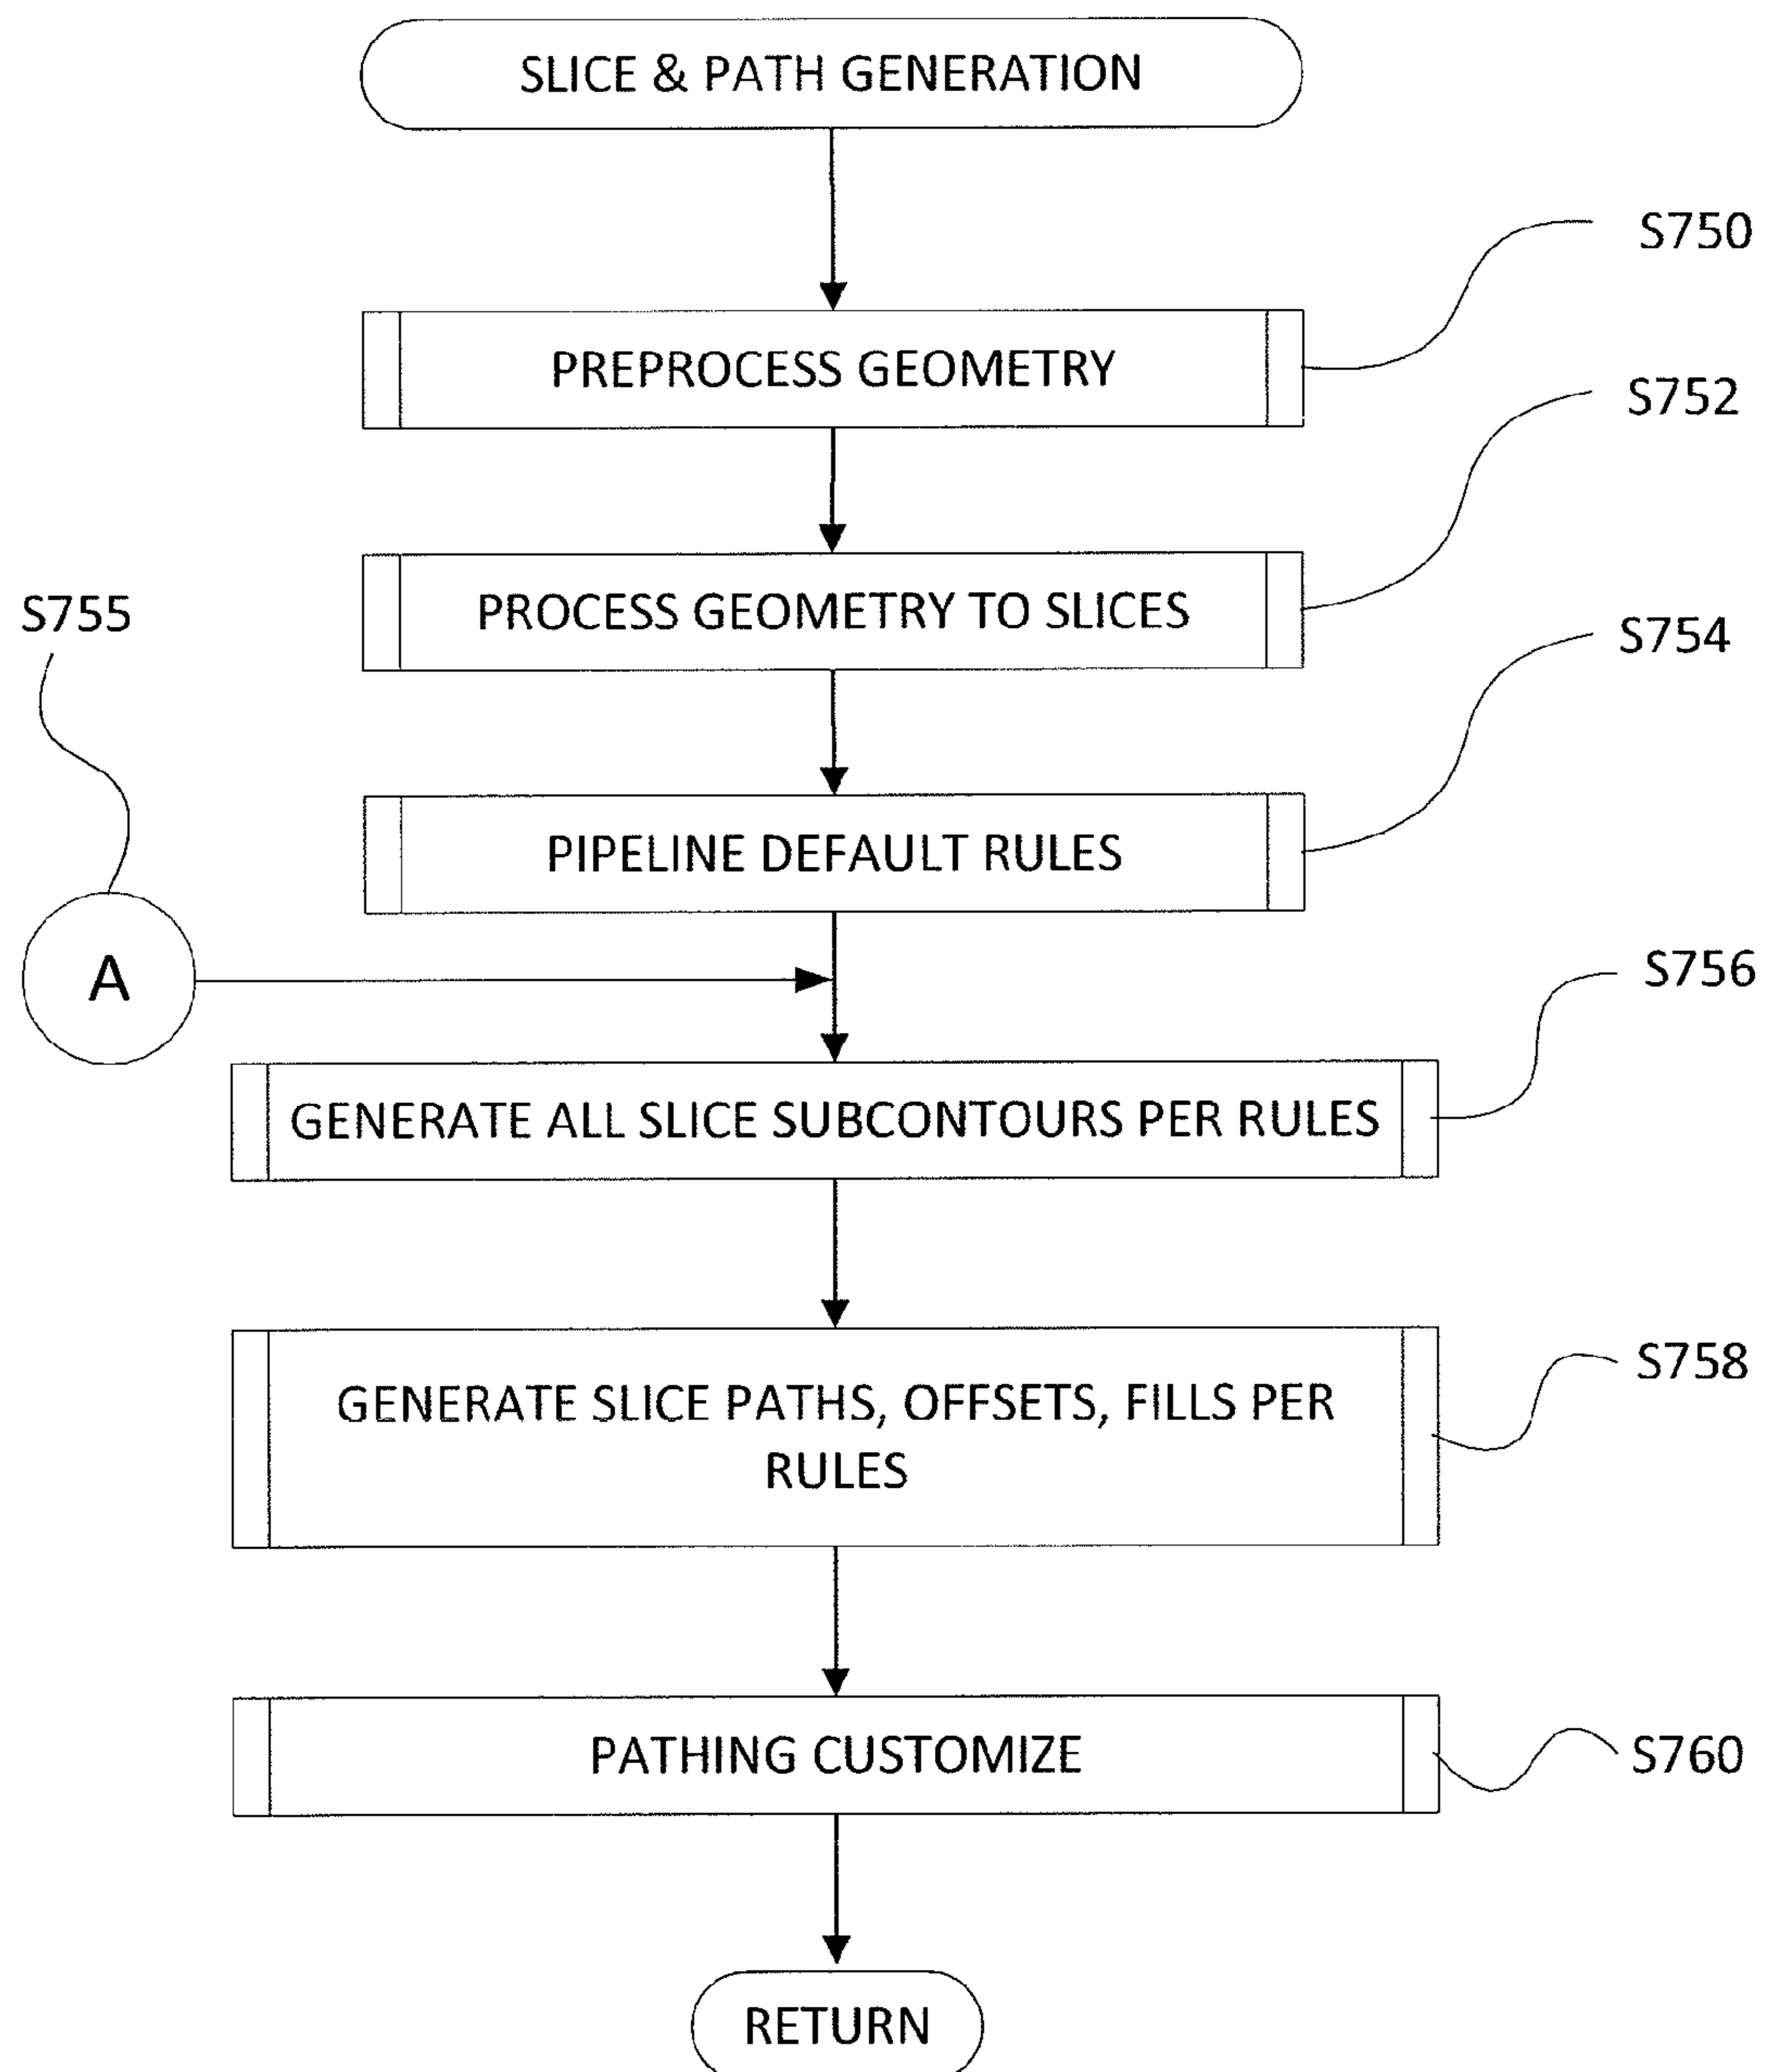 SLICE & PATH GENERATION
S750
PREPROCESS GEOMETRY
S752
PROCESS GEOMETRY TO SLICES
S755
S754
PIPELINE DEFAULT RULES
A
S756
GENERATE ALL SLICE SUBCONTOURS PER RULES
S758
GENERATE SLICE PATHS, OFFSETS, FILLS PER
RULES
PATHING CUSTOMIZE
S760
RETURN